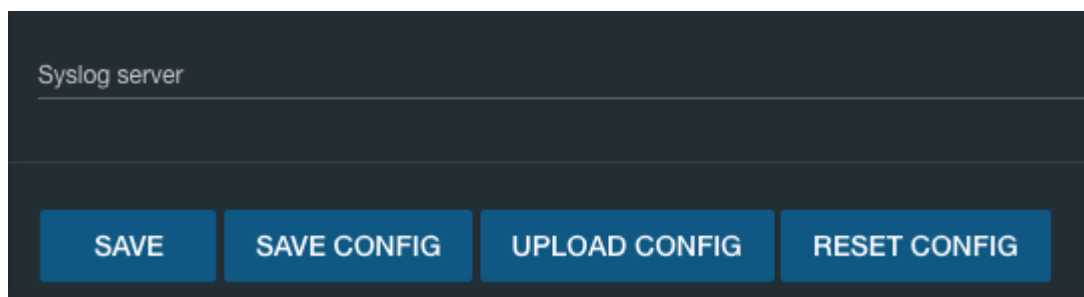 Syslog server
SAVE SAVE CONFIG UPLOAD CONFIG RESET CONFIG